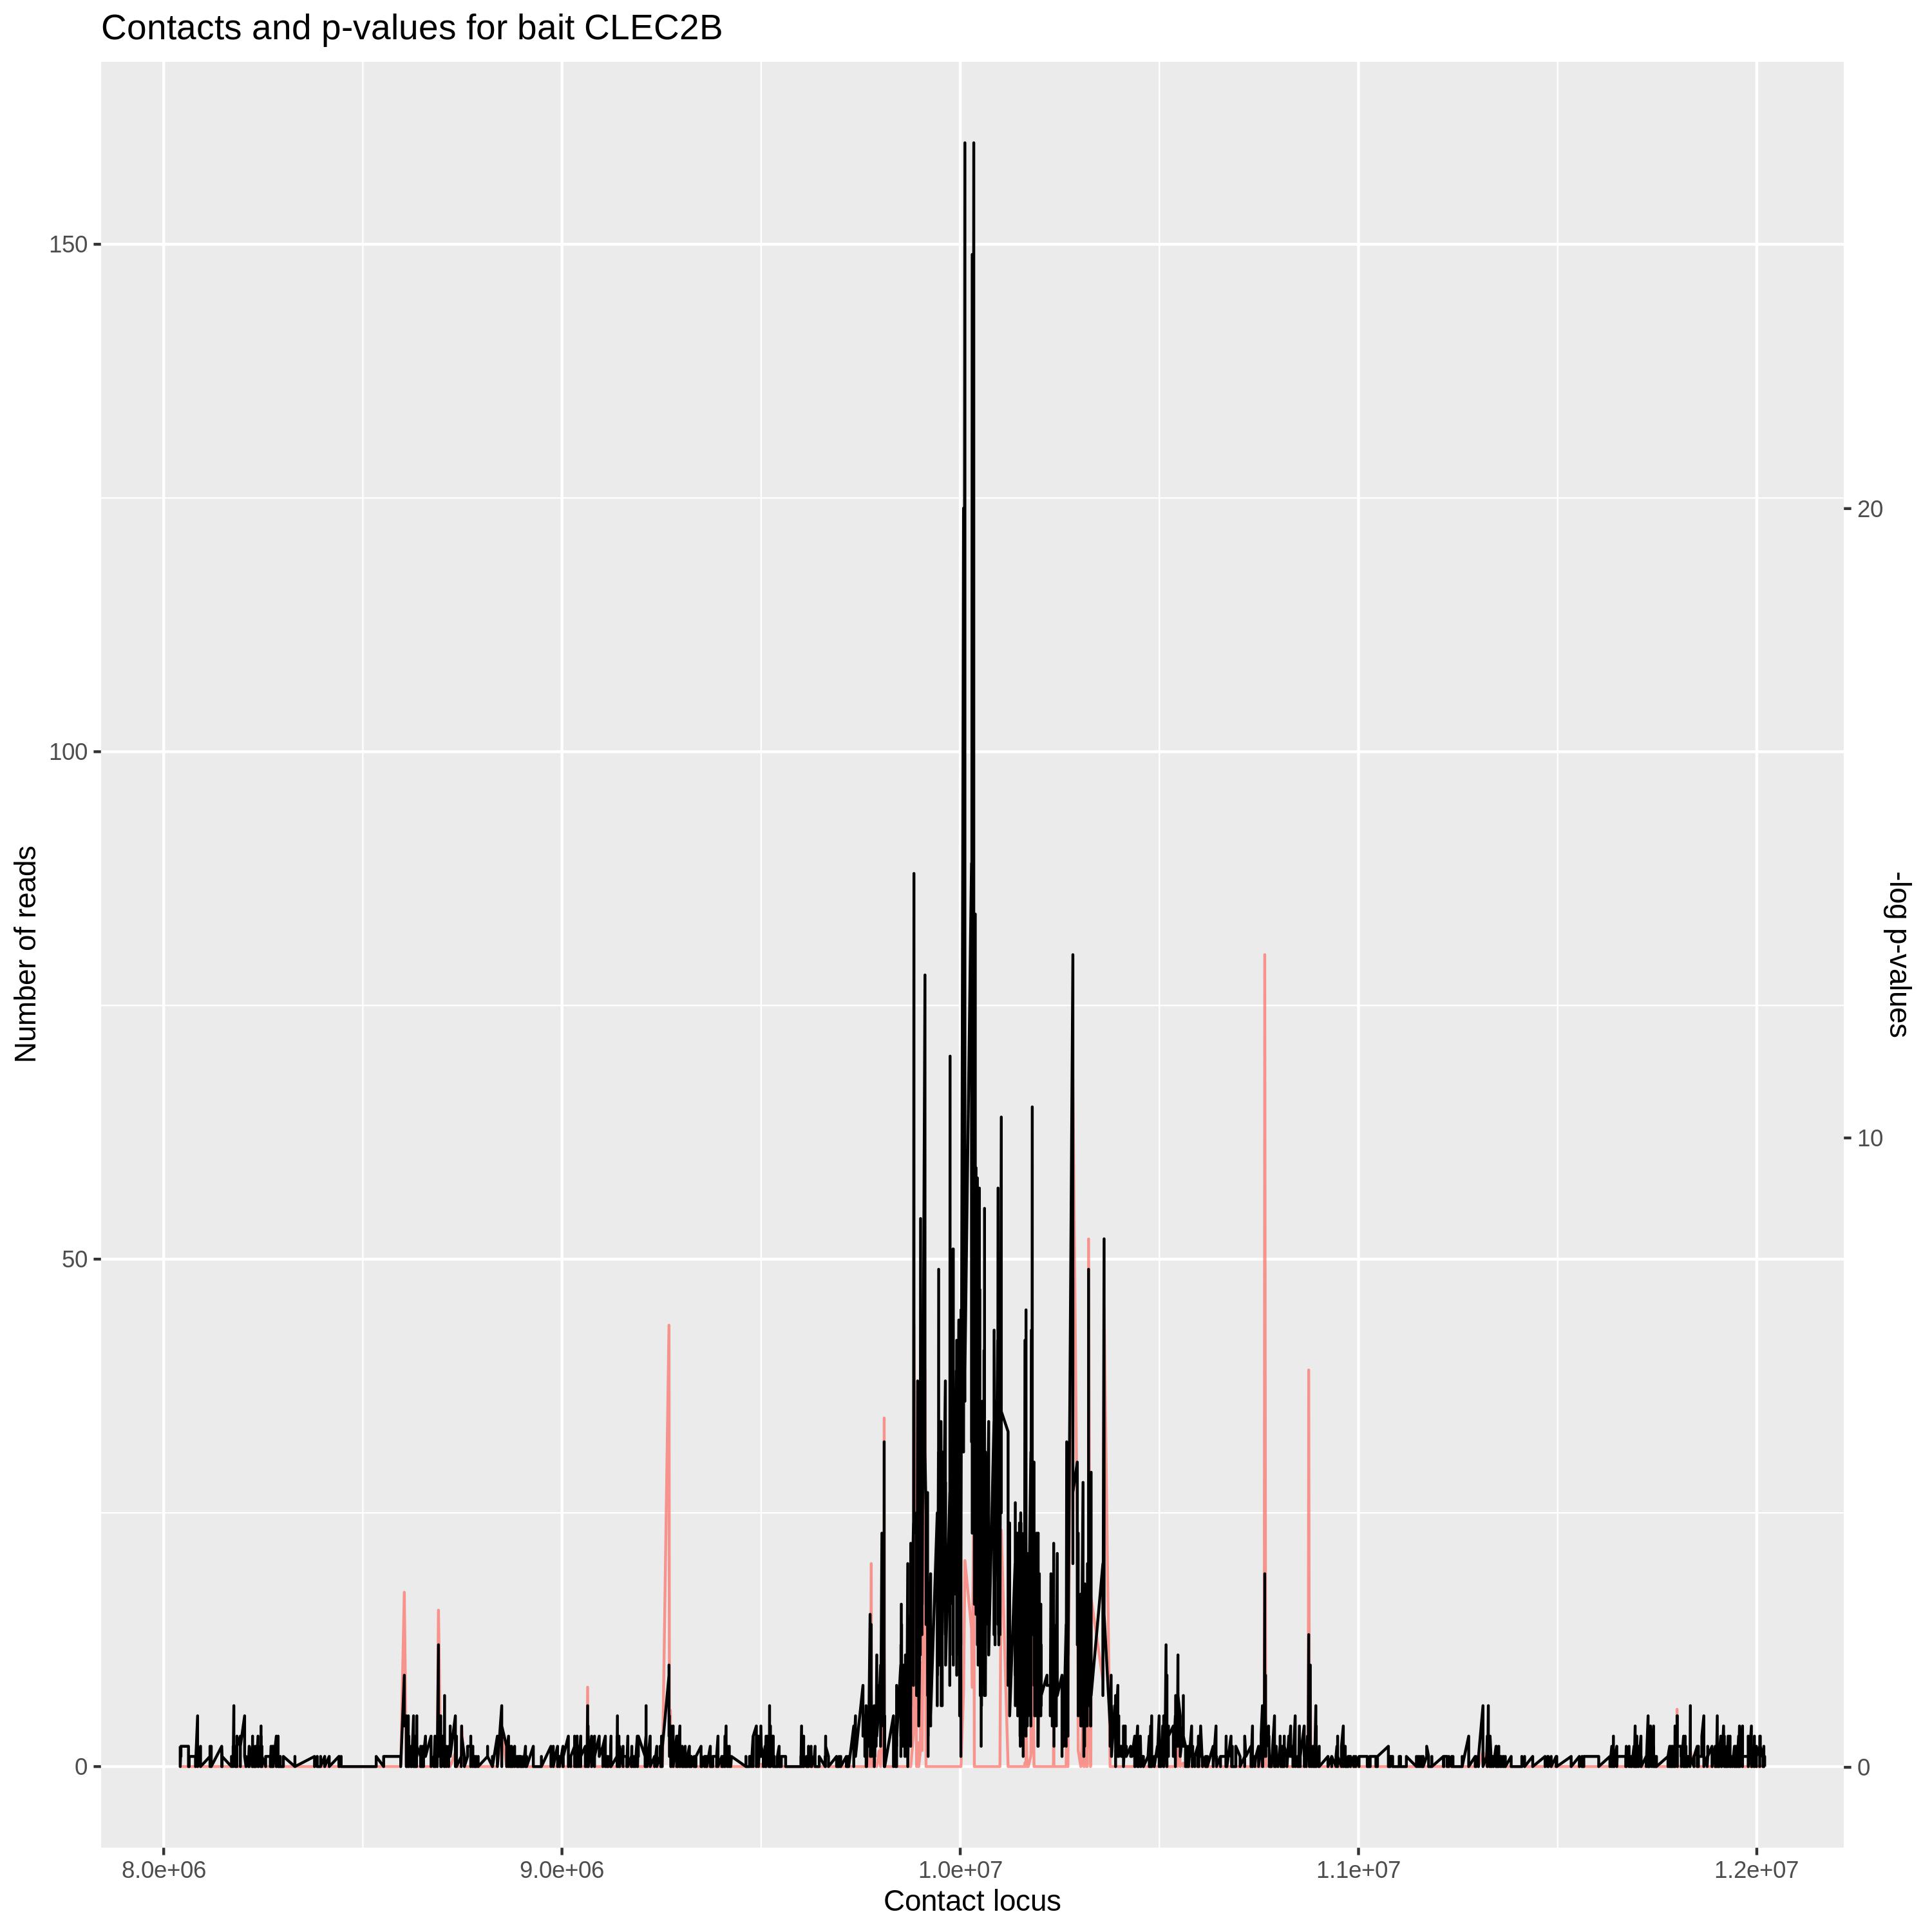 Contacts and p-values for bait CLEC2B
150
100
50
0
20
10
0
Number of reads
-log p-values
8.0e+06
9.0e+06
1.0e+07
1.1e+07
1.2e+07
Contact locus